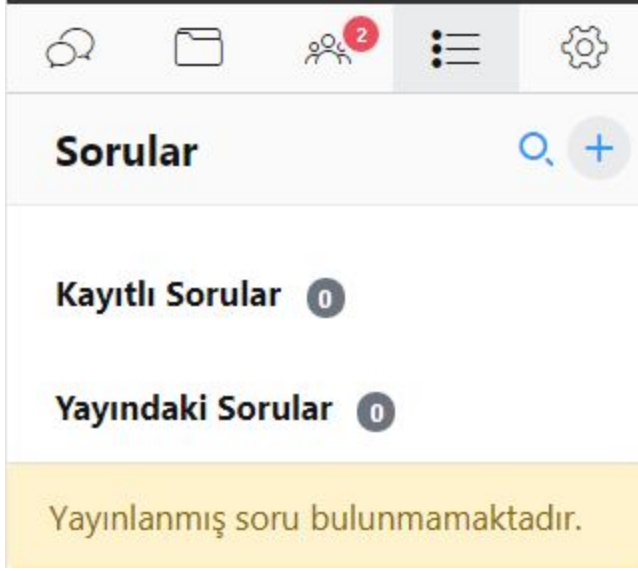 2
Sorular
Kayıtlı Sorular 0
Yayındaki Sorular 0
Yayınlanmış soru bulunmamaktadır.